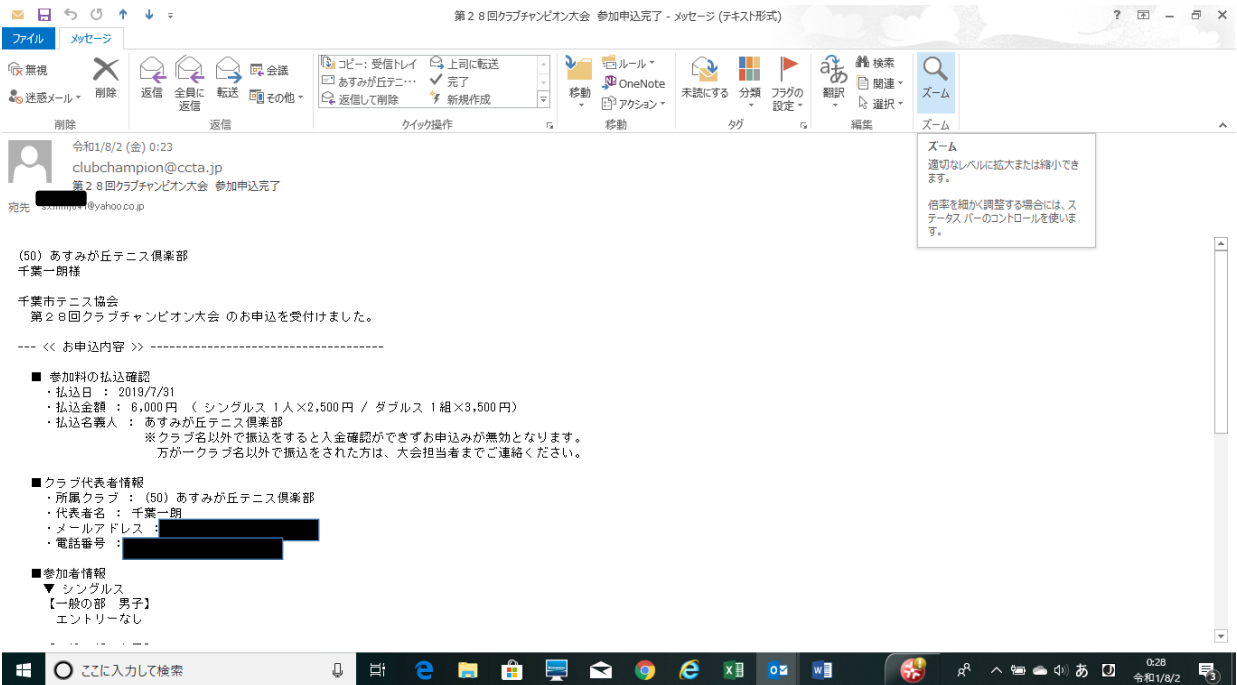 第２８回クラブチャンピオン大会 参加申込完了 - メッセージ (テキスト形式)
ファイル メッセージ
無視
迷惑メール
削除
返信
全員に
返信
転送
会議
その他
コピー: 受信トレイ
あすみが丘テニ…
返信して削除
上司に転送
完了
新規作成
移動
ルール
OneNote
アクション
未読にする
分類
フラグの
設定
翻訳
検索
関連
選択
ズーム
削除 返信 クイック操作 移動 タグ 編集 ズーム
令和1/8/2 (金) 0:23
clubchampion@ccta.jp
第２８回クラブチャンピオン大会 参加申込完了
宛先 @yahoo.co.jp
ズーム
適切なレベルに拡大または縮小でき
ます。
倍率を細かく調整する場合には、ス
テータス バーのコントロールを使いま
す。
(50) あすみが丘テニス倶楽部
千葉一朗様
千葉市テニス協会
第２８回クラブチャンピオン大会 のお申込を受付けました。
--- << お申込内容 >> -------------------------------------
■ 参加料の払込確認
・払込日 : 2019/7/31
・払込金額 : 6,000円 ( シングルス 1人×2,500円 / ダブルス 1組×3,500円)
・払込名義人 : あすみが丘テニス倶楽部
※クラブ名以外で振込をすると入金確認ができずお申込みが無効となります。
万が一クラブ名以外で振込をされた方は、大会担当者までご連絡ください。
■クラブ代表者情報
・所属クラブ : (50) あすみが丘テニス倶楽部
・代表者名 : 千葉一朗
・メールアドレス :
・電話番号 :
■参加者情報
▼ シングルス
【一般の部 男子】
エントリーなし
ここに入力して検索
あ
0:28
令和1/8/2
3